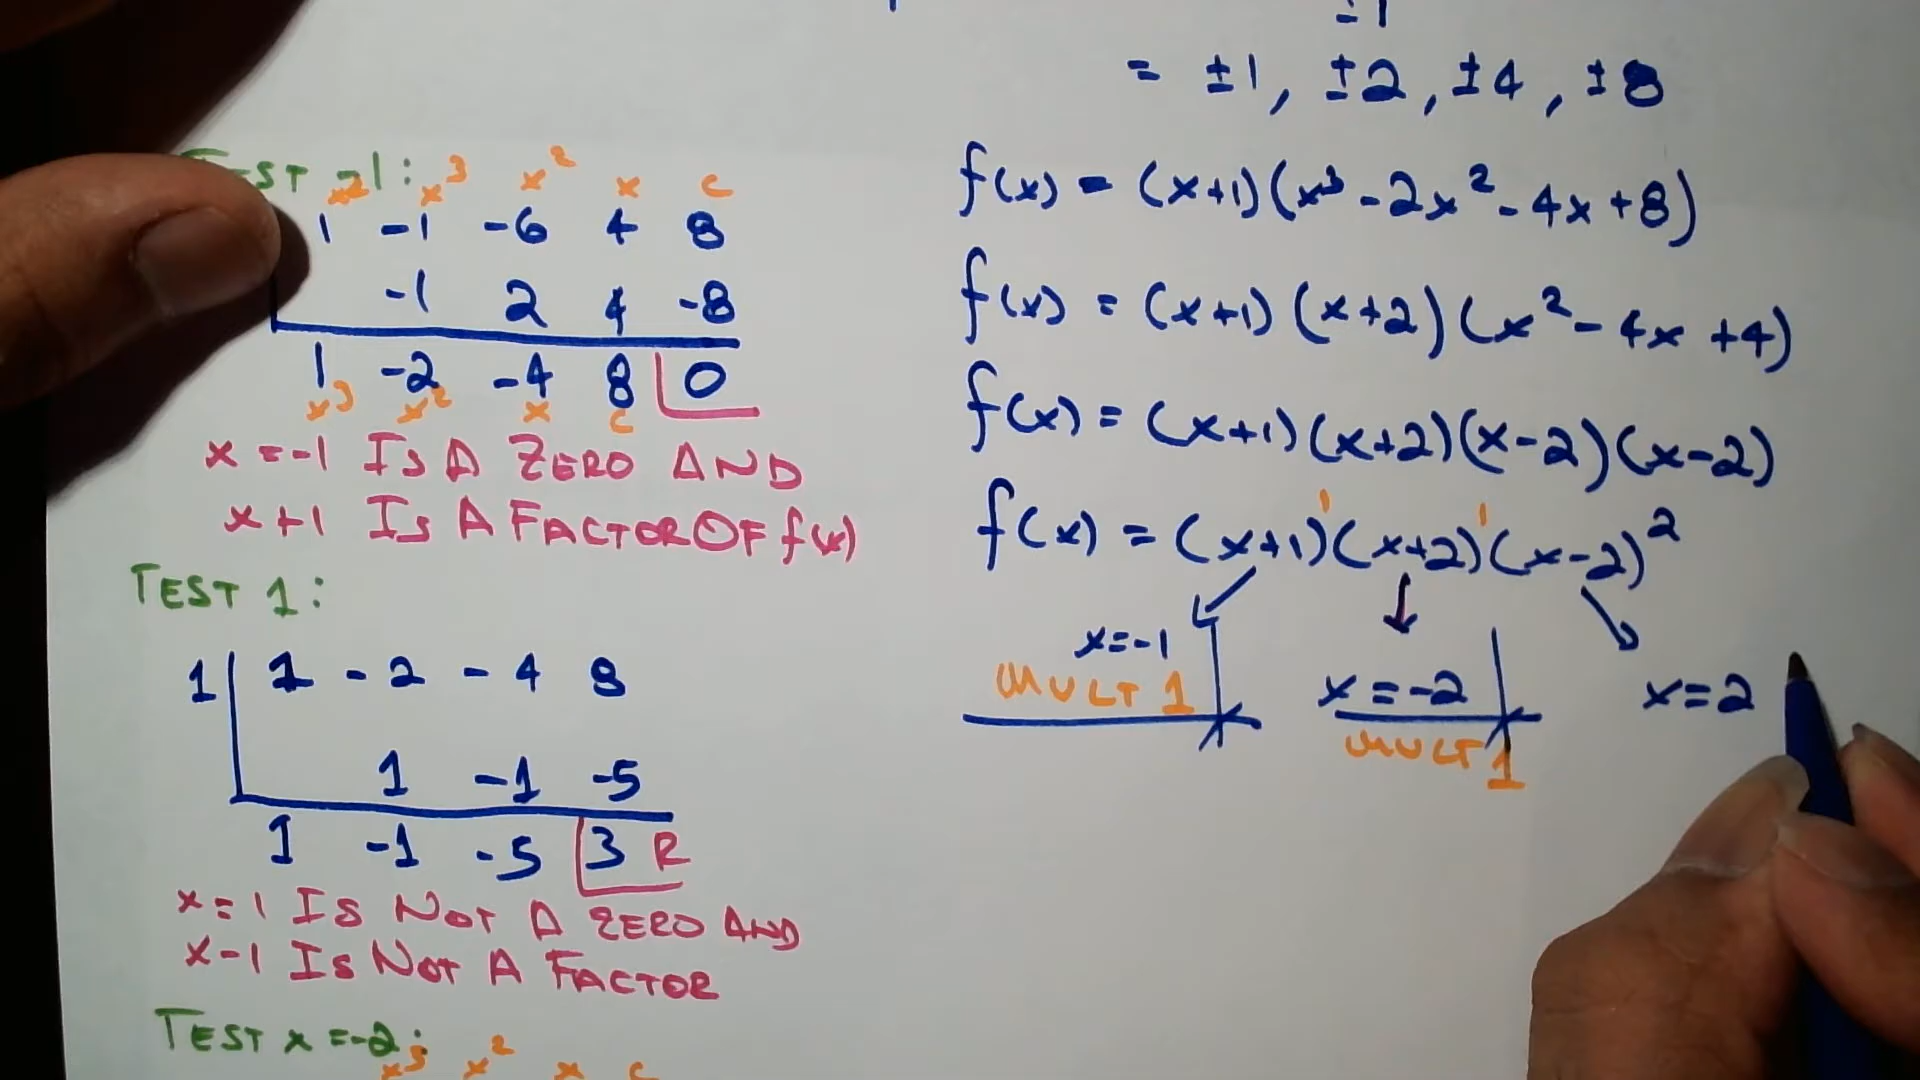 ±1
= ±1, ±2, ±4, ±8
EST -1:
x³ x² x c
1 -1 -6 4 8
-1 2 4 -8
1 -2 -4 8 0
x³ x² x c
x=-1 IS A ZERO AND
x+1 IS A FACTOR OF f(x)
TEST 1:
1 1 -2 -4 8
1 -1 -5
1 -1 -5 3 R
x=1 IS NOT A ZERO AND
x-1 IS NOT A FACTOR
TEST x=-2:
x³ x² x c
f(x) = (x+1)(x³-2x²-4x+8)
f(x) = (x+1)(x+2)(x²-4x+4)
f(x) = (x+1)(x+2)(x-2)(x-2)
f(x) = (x+1)¹(x+2)¹(x-2)²
x=-1
MULT 1
x=-2
MULT 1
x=2